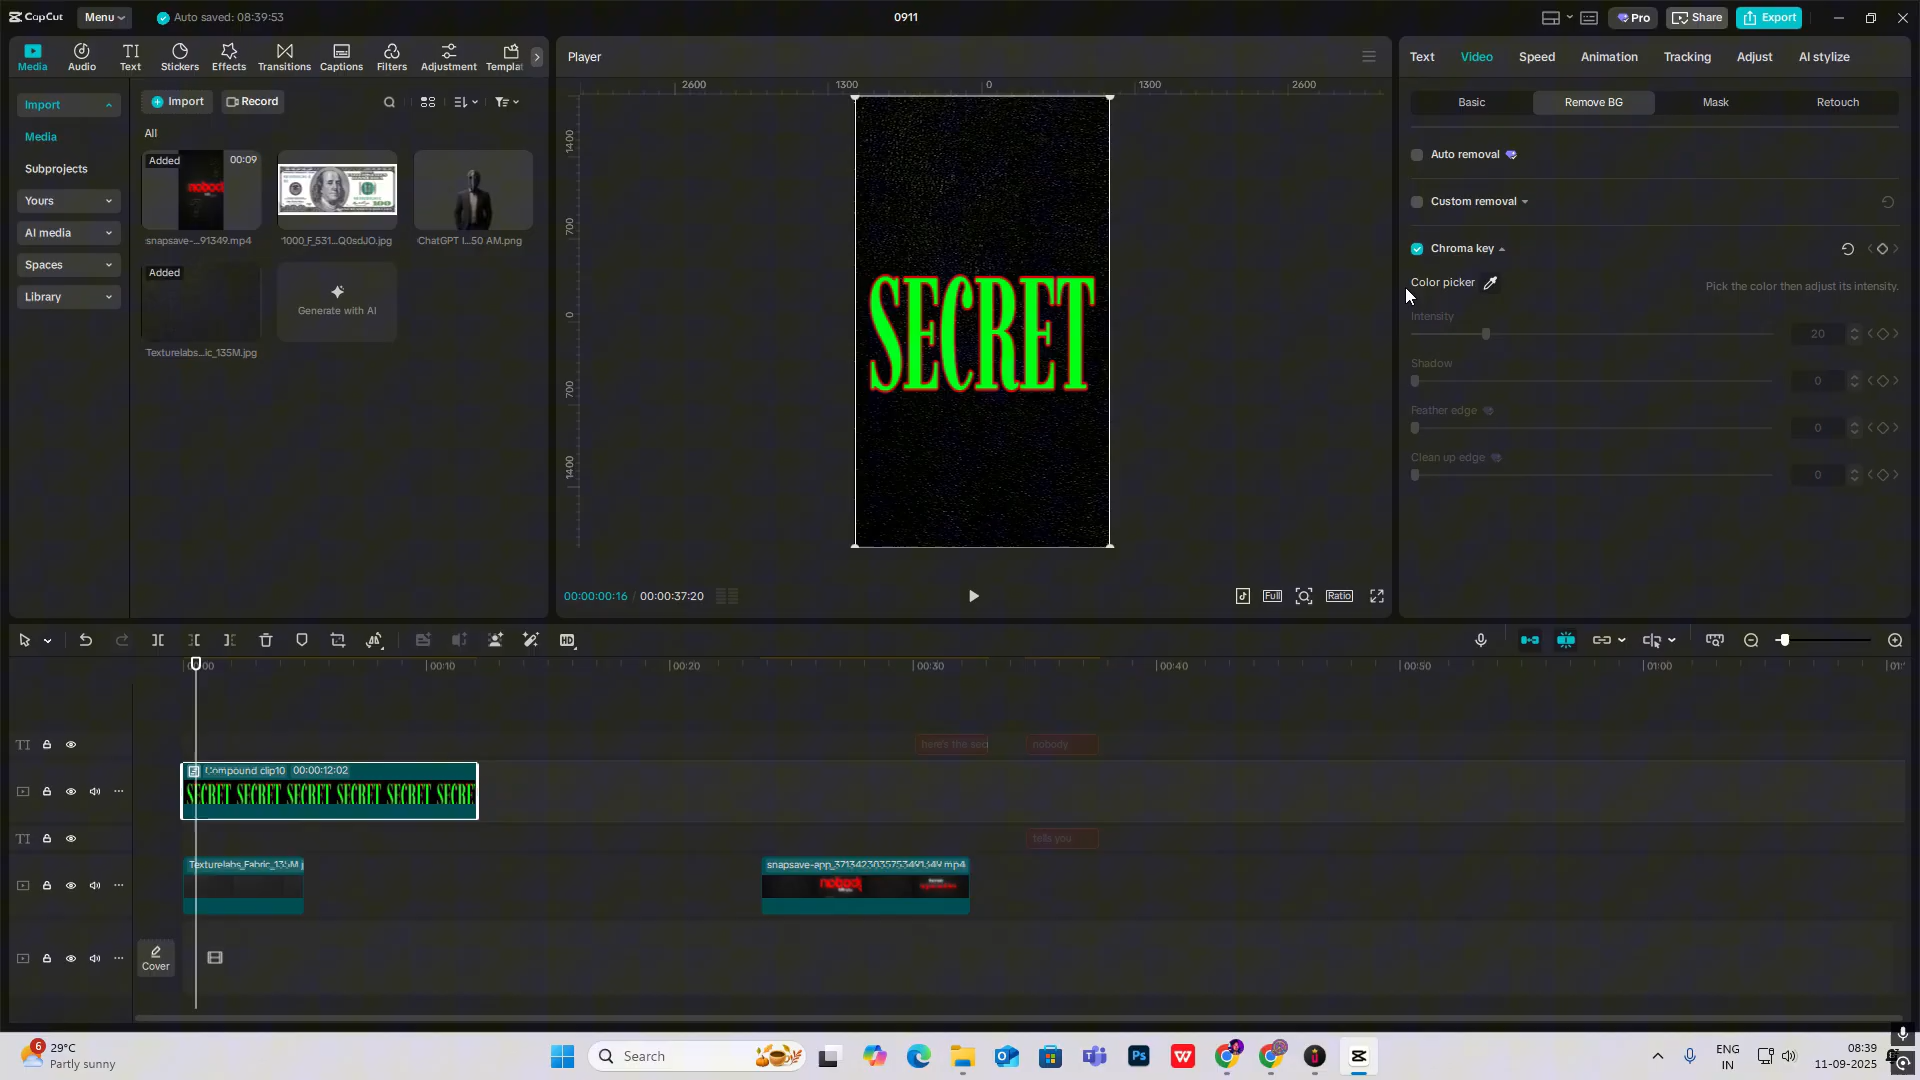 CapCut
Menu
Auto saved: 08:39:53
0911
Pro
Share
Export
Media
Audio
Text
Stickers
Effects
Transitions
Captions
Filters
Adjustment
Templat
Player
Text
Video
Speed
Animation
Tracking
Adjust
AI stylize
Import
Media
Subprojects
Yours
AI media
Spaces
Library
Import
Record
All
Added
00:09
snapsave-...91349.mp4
1000_F_531...Q0sdJO.jpg
ChatGPT I...50 AM.png
Added
Texturelabs...ic_135M.jpg
Generate with AI
2600
1300
0
1300
2600
1400
700
0
700
1400
SECRET
00:00:00:16 / 00:00:37:20
Full
Ratio
Basic
Remove BG
Mask
Retouch
Auto removal
Custom removal
Chroma key
Color picker
Pick the color then adjust its intensity.
Intensity
20
Shadow
0
Feather edge
0
Clean up edge
0
HD
00:00
00:10
00:20
00:30
00:40
00:50
01:00
here's the sec
nobody
Compound clip10 00:00:12:02
SECRET SECRET SECRET SECRET SECRET SECRE
tells you
Texturelabs_Fabric_135M.j
snapsave-app_3713423035753491349.mp4
nobody
Cover
6
29°C
Partly sunny
Search
Ps
W
ENG
IN
08:39
11-09-2025